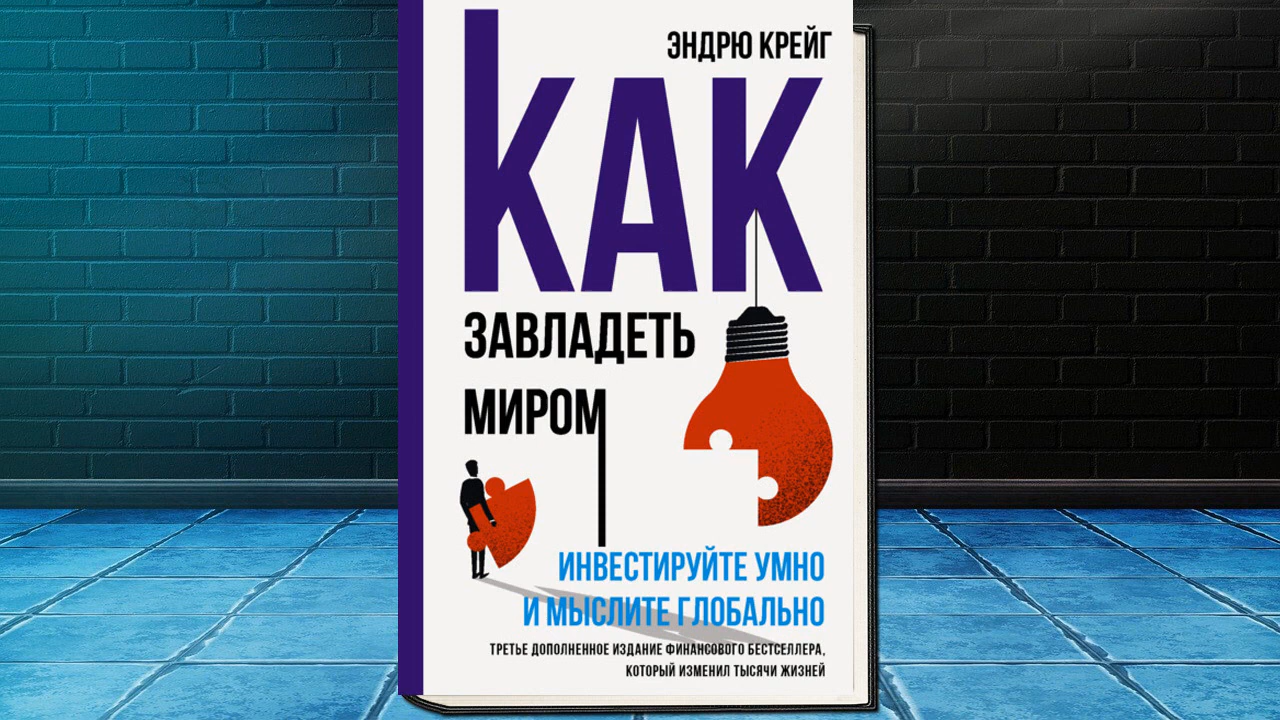 ЭНДРЮ КРЕЙГ
КАК
ЗАВЛАДЕТЬ
МИРОМ
ИНВЕСТИРУЙТЕ УМНО
И МЫСЛИТЕ ГЛОБАЛЬНО
ТРЕТЬЕ ДОПОЛНЕННОЕ ИЗДАНИЕ ФИНАНСОВОГО БЕСТСЕЛЛЕРА,
КОТОРЫЙ ИЗМЕНИЛ ТЫСЯЧИ ЖИЗНЕЙ